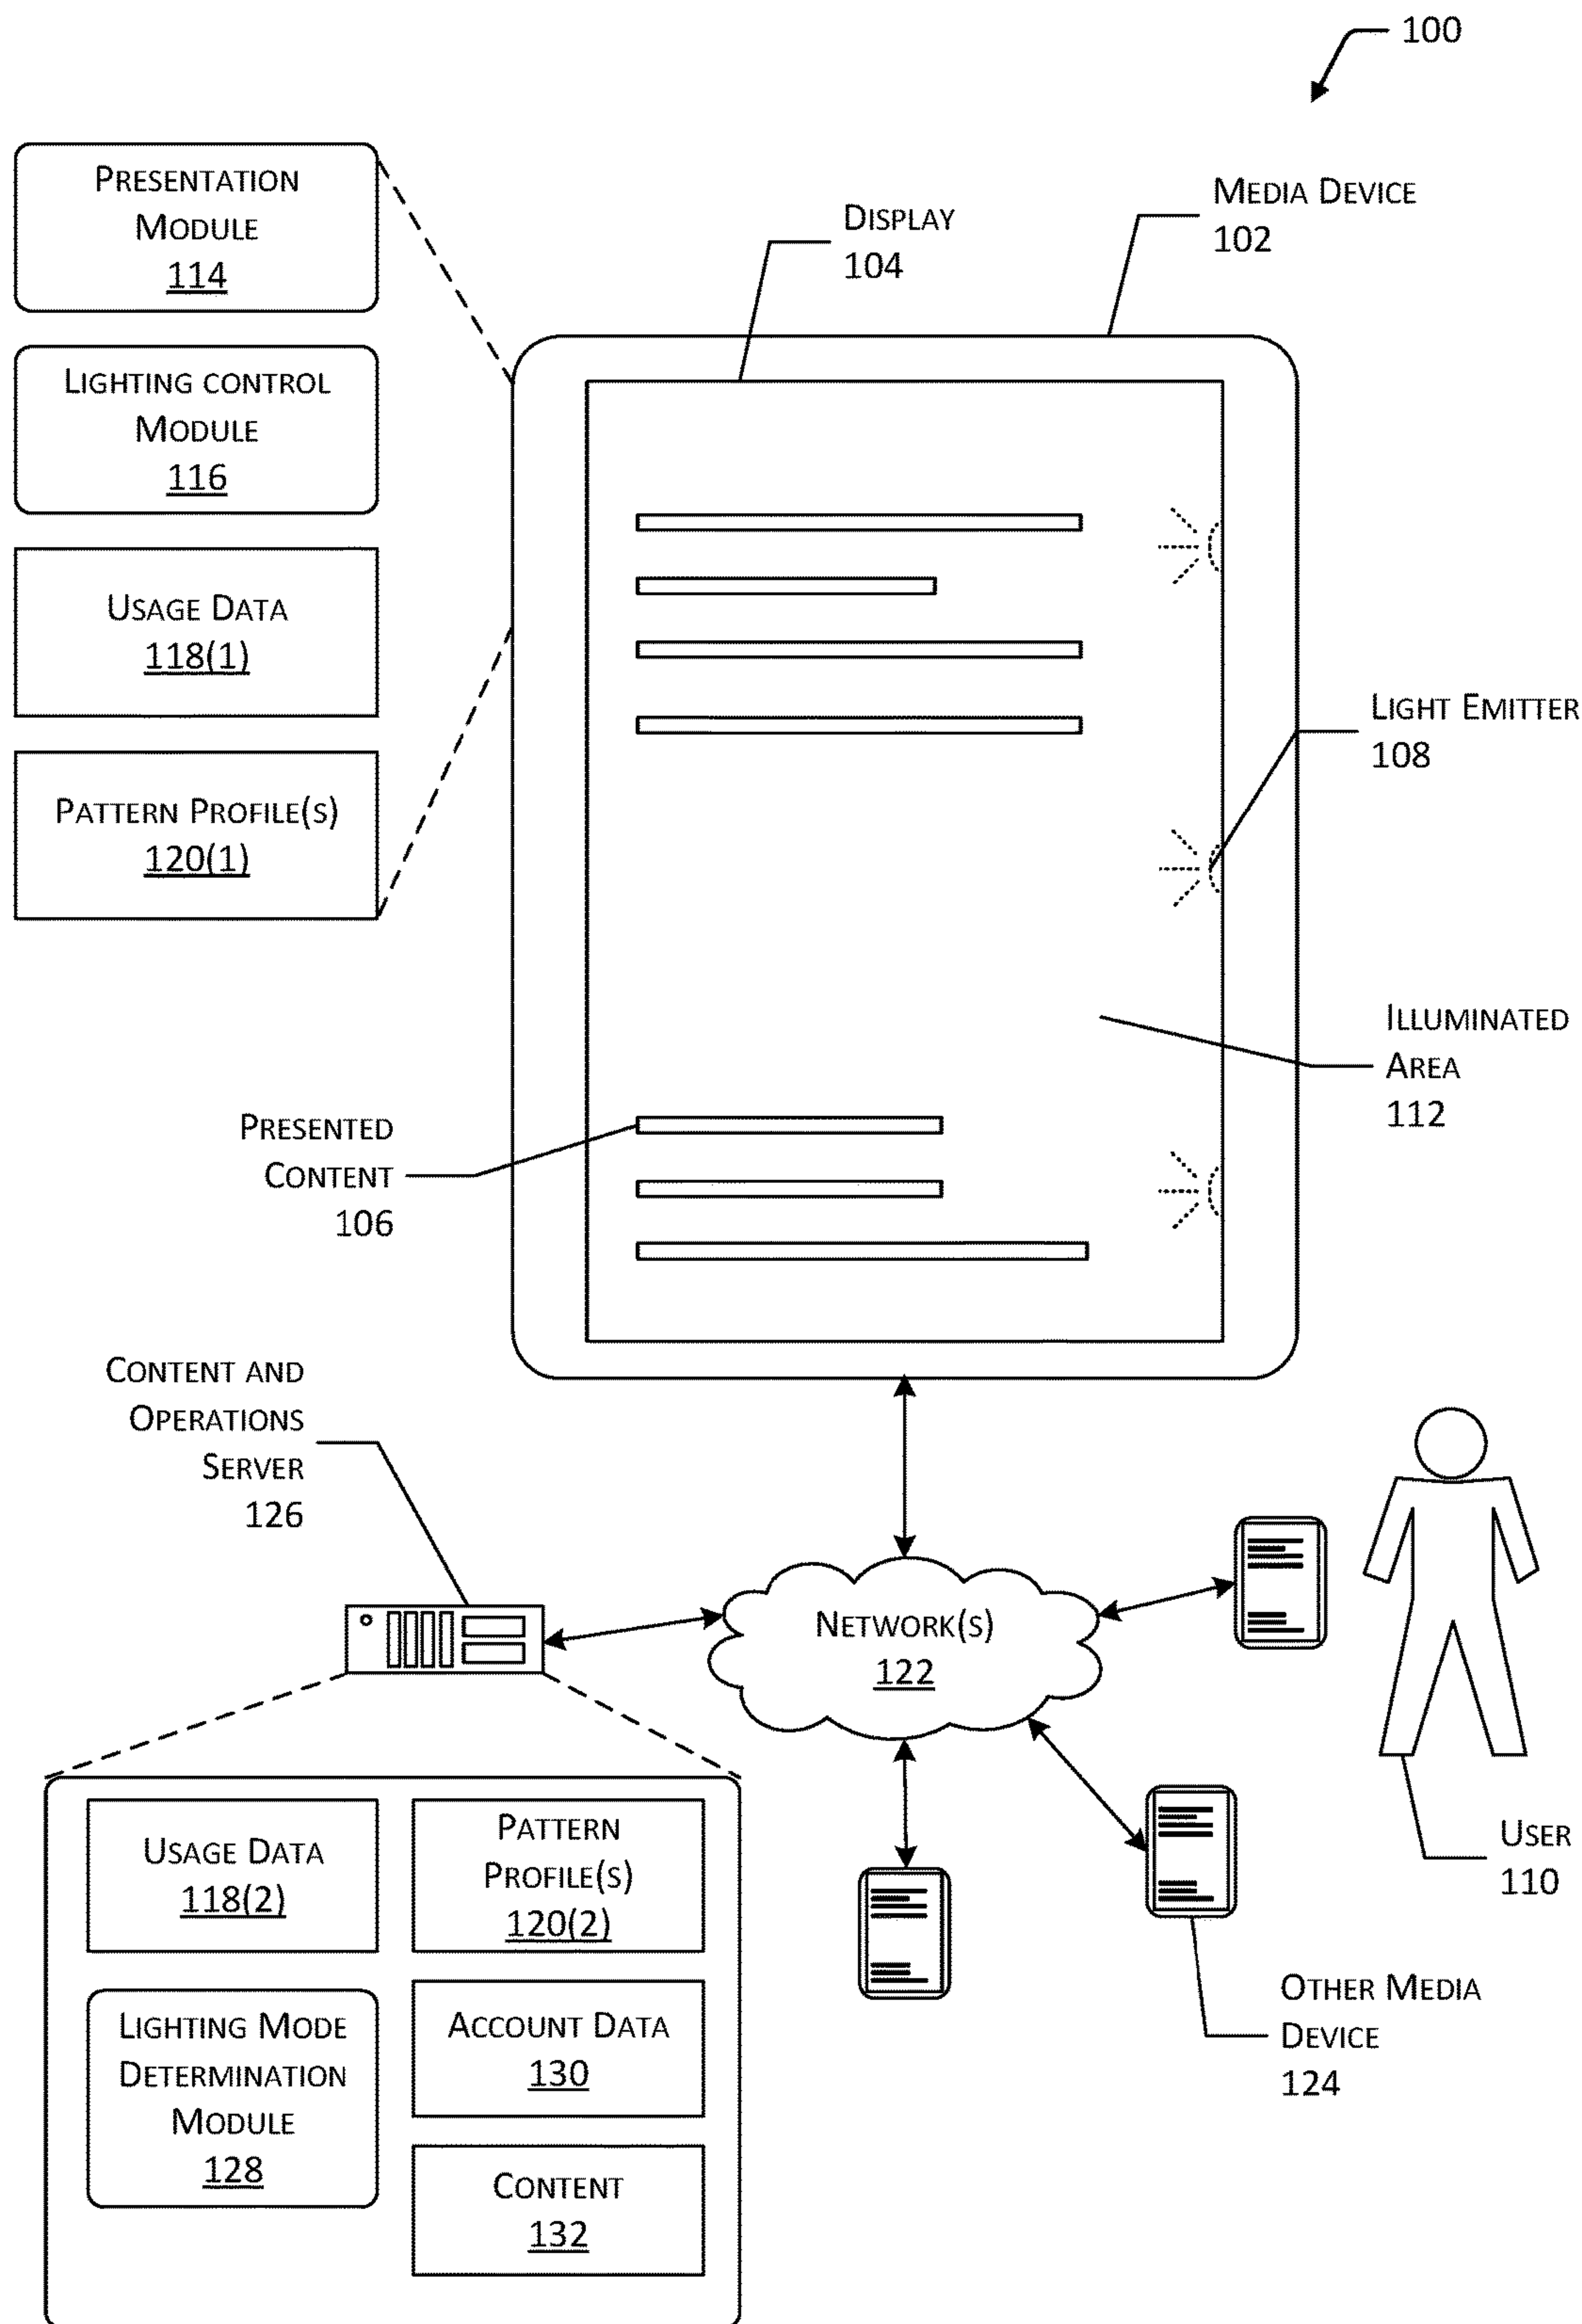 100
PRESENTATION
MODULE
114
MEDIA DEVICE
102
DISPLAY
104
LIGHTING CONTROL
MODULE
116
USAGE DATA
118(1)
LIGHT EMITTER
108
PATTERN PROFILE(S)
120(1)
ILLUMINATED
AREA
112
PRESENTED
CONTENT
106
CONTENT AND
OPERATIONS
SERVER
126
NETWORK(S)
122
USER
110
USAGE DATA
118(2)
PATTERN
PROFILE(S)
120(2)
OTHER MEDIA
DEVICE
124
LIGHTING MODE
DETERMINATION
MODULE
128
ACCOUNT DATA
130
CONTENT
132